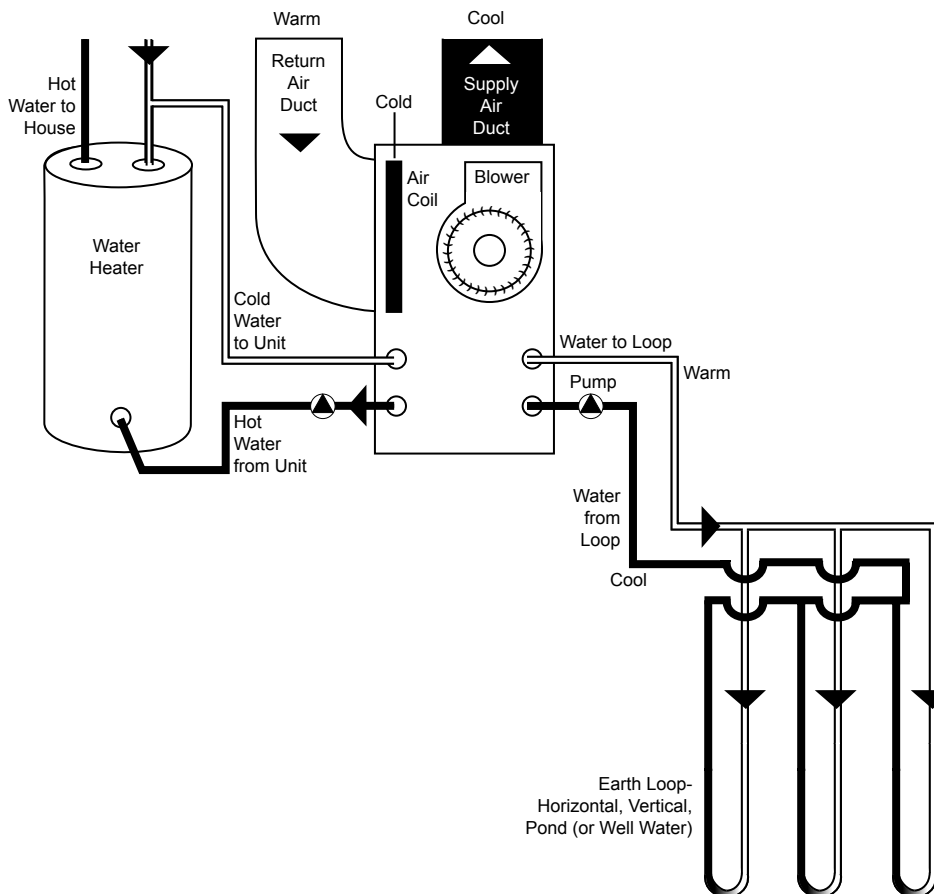 Warm
Cool
Return
Air
Duct
Supply
Air
Duct
Hot
Water to
House
Cold
Air
Coil
Blower
Water
Heater
Cold
Water
to Unit
Water to Loop
Warm
Pump
Hot
Water
from Unit
Water
from
Loop
Cool
Earth Loop-
Horizontal, Vertical,
Pond (or Well Water)